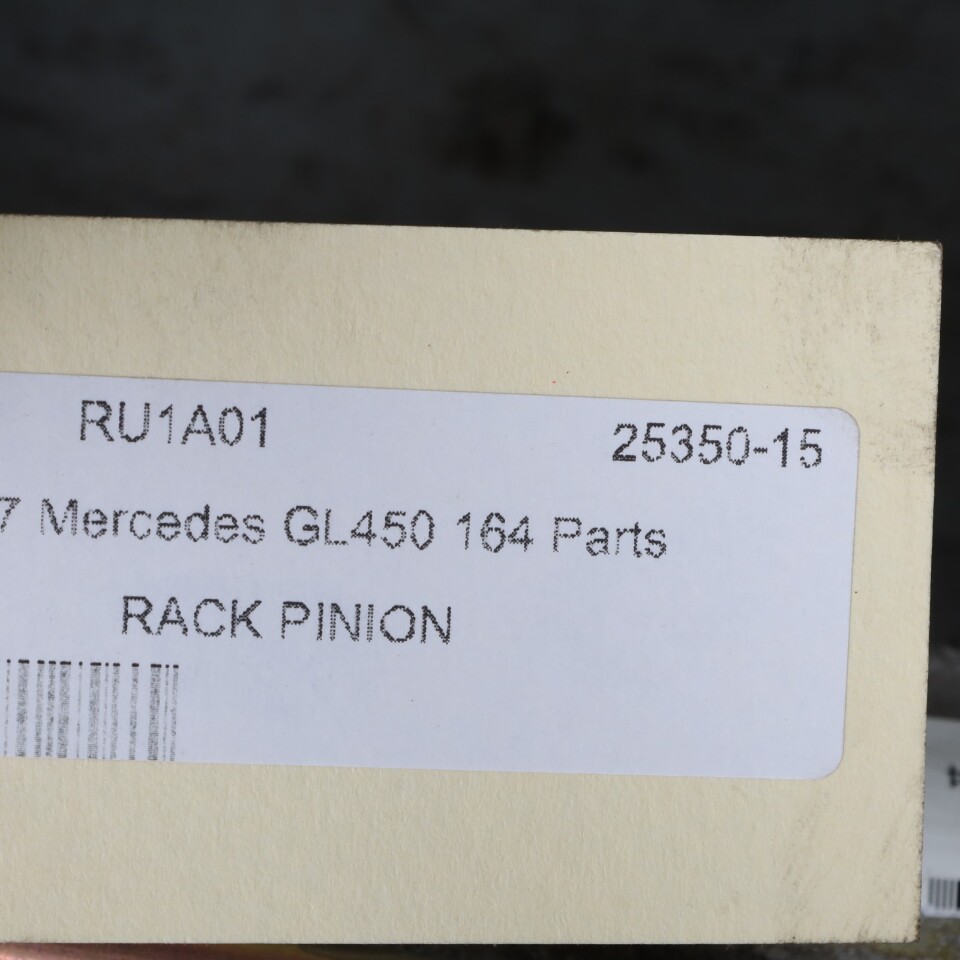 RU1A01 25350-15
7 Mercedes GL450 164 Parts
RACK PINION